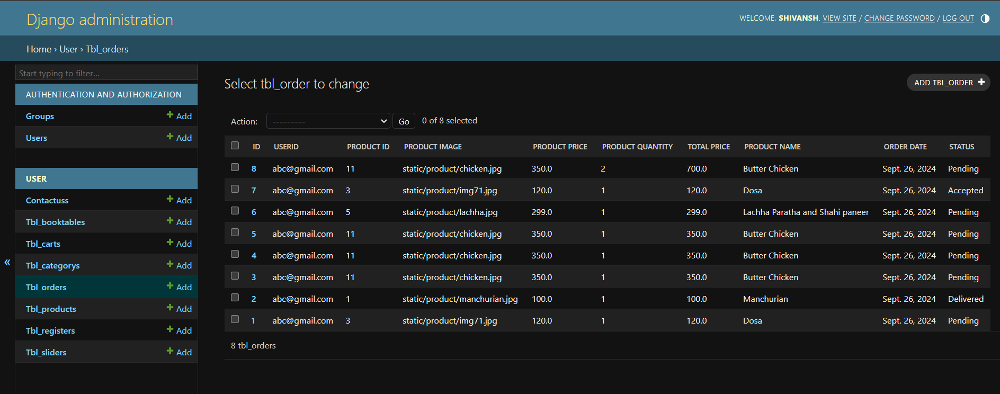 Django administration
WELCOME, SHIVANSH. VIEW SITE / CHANGE PASSWORD / LOG OUT
Home › User › Tbl_orders
Start typing to filter...
AUTHENTICATION AND AUTHORIZATION
Groups Add
Users Add
USER
Contactuss Add
Tbl_booktables Add
Tbl_carts Add
Tbl_categorys Add
Tbl_orders Add
Tbl_products Add
Tbl_registers Add
Tbl_sliders Add
«
Select tbl_order to change
ADD TBL_ORDER +
Action: --------- Go 0 of 8 selected
ID USERID PRODUCT ID PRODUCT IMAGE PRODUCT PRICE PRODUCT QUANTITY TOTAL PRICE PRODUCT NAME ORDER DATE STATUS
8 abc@gmail.com 11 static/product/chicken.jpg 350.0 2 700.0 Butter Chicken Sept. 26, 2024 Pending
7 abc@gmail.com 3 static/product/img71.jpg 120.0 1 120.0 Dosa Sept. 26, 2024 Accepted
6 abc@gmail.com 5 static/product/lachha.jpg 299.0 1 299.0 Lachha Paratha and Shahi paneer Sept. 26, 2024 Pending
5 abc@gmail.com 11 static/product/chicken.jpg 350.0 1 350.0 Butter Chicken Sept. 26, 2024 Pending
4 abc@gmail.com 11 static/product/chicken.jpg 350.0 1 350.0 Butter Chicken Sept. 26, 2024 Pending
3 abc@gmail.com 11 static/product/chicken.jpg 350.0 1 350.0 Butter Chicken Sept. 26, 2024 Pending
2 abc@gmail.com 1 static/product/manchurian.jpg 100.0 1 100.0 Manchurian Sept. 26, 2024 Delivered
1 abc@gmail.com 3 static/product/img71.jpg 120.0 1 120.0 Dosa Sept. 26, 2024 Pending
8 tbl_orders